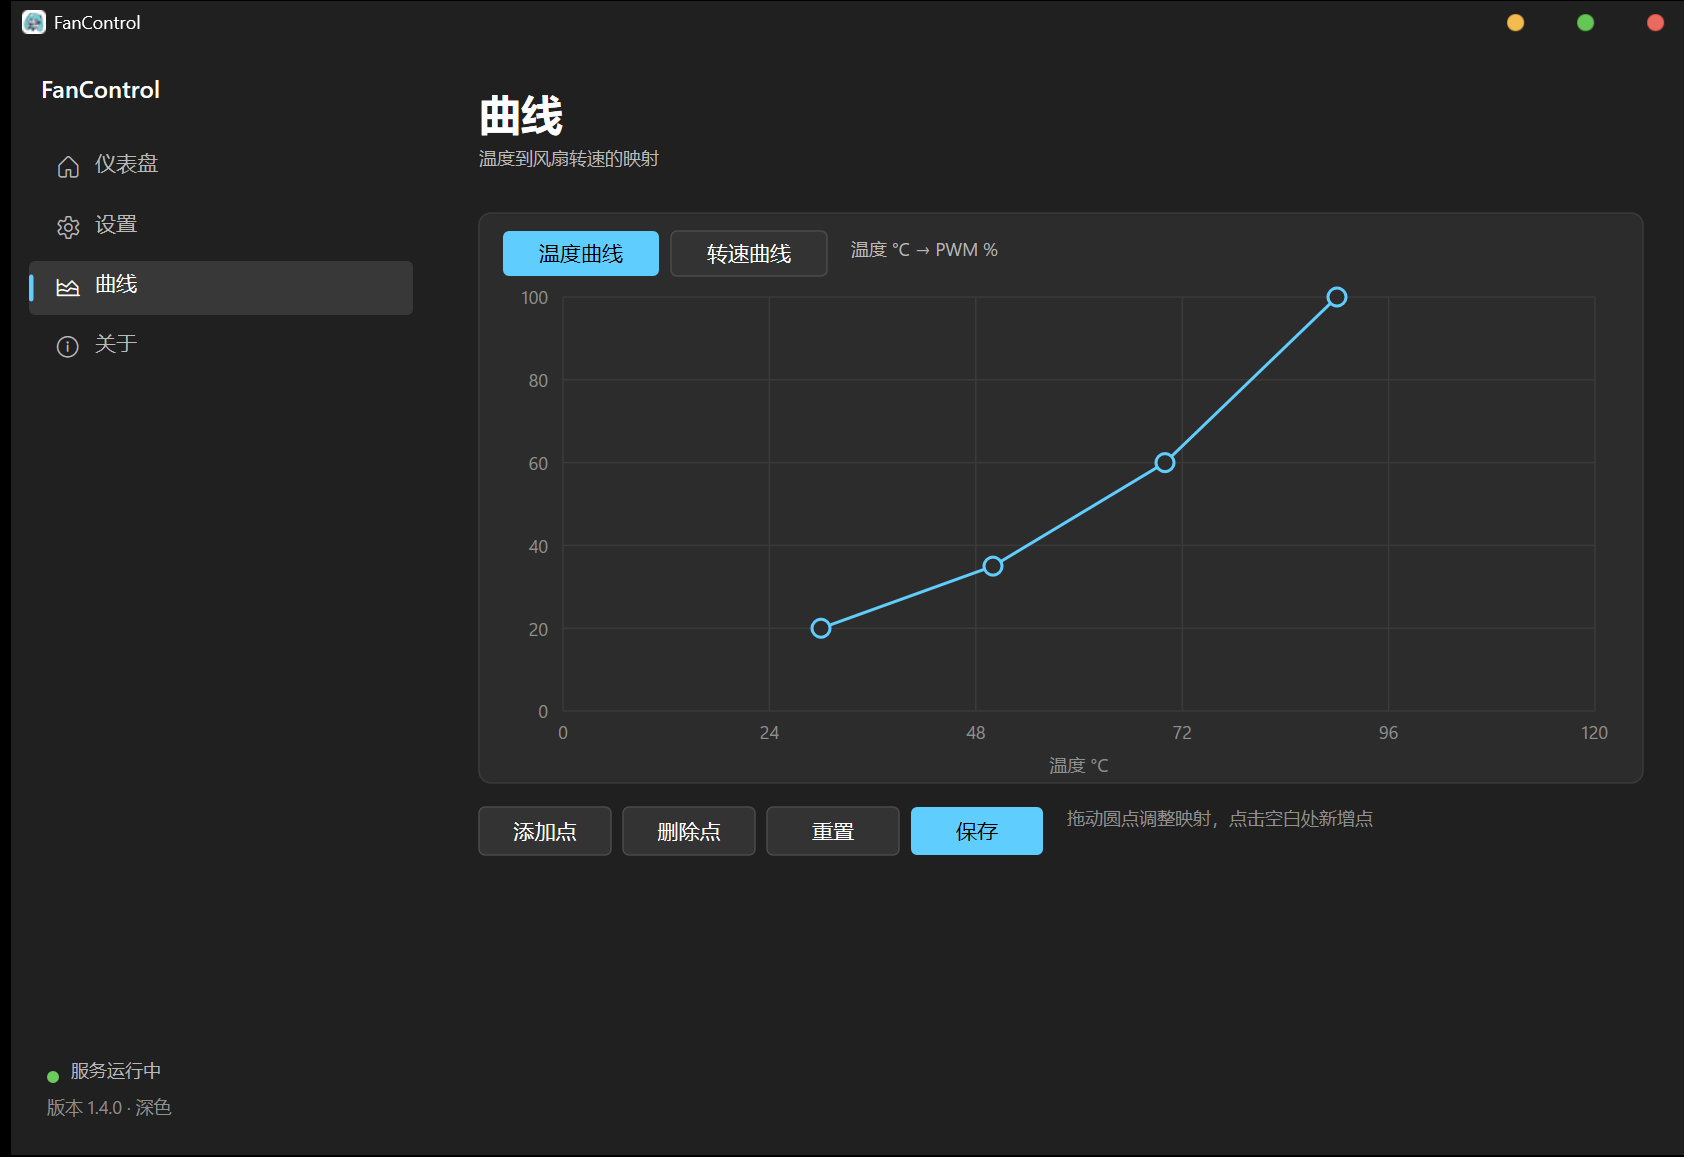 FanControl
FanControl
仪表盘
设置
曲线
关于
曲线
温度到风扇转速的映射
温度曲线 转速曲线 温度 °C → PWM %
100
80
60
40
20
0
0 24 48 72 96 120
温度 °C
添加点 删除点 重置 保存 拖动圆点调整映射，点击空白处新增点
服务运行中
版本 1.4.0 · 深色